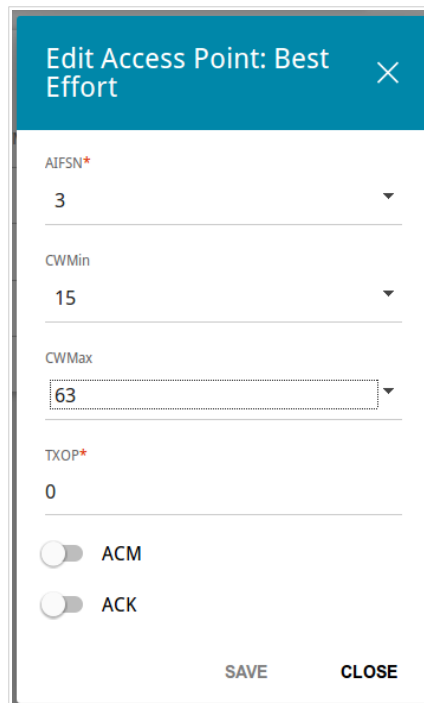 Edit Access Point: Best
Effort
AIFSN*
3
CWMin
15
CWMax
63
TXOP*
0
ACM
ACK
SAVE CLOSE